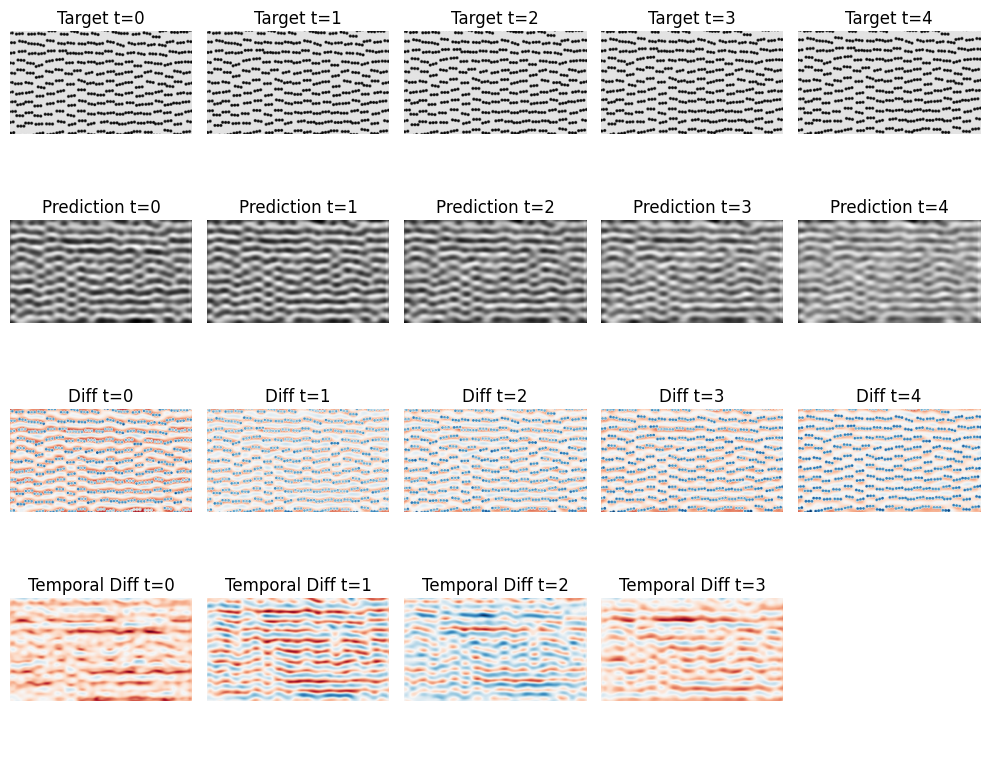 Target t=0 Target t=1 Target t=2 Target t=3 Target t=4
Prediction t=0 Prediction t=1 Prediction t=2 Prediction t=3 Prediction t=4
Diff t=0 Diff t=1 Diff t=2 Diff t=3 Diff t=4
Temporal Diff t=0 Temporal Diff t=1 Temporal Diff t=2 Temporal Diff t=3